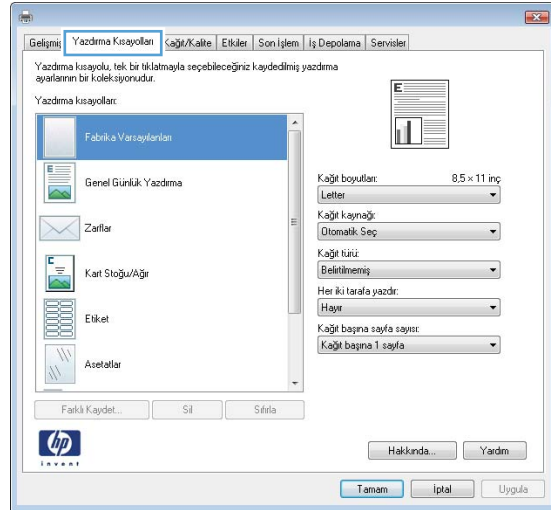 Gelişmiş
Yazdırma Kısayolları
Kağıt/Kalite
Etkiler
Son İşlem
İş Depolama
Servisler
Yazdırma kısayolu, tek bir tıklatmayla seçebileceğiniz kaydedilmiş yazdırma
ayarlarının bir koleksiyonudur.
Yazdırma kısayolları:
Fabrika Varsayılanları
Genel Günlük Yazdırma
Zarflar
Kart Stoğu/Ağır
Etiket
Asetatlar
Farklı Kaydet...
Sil
Sıfırla
E
Kağıt boyutları:
8,5 × 11 inç
Letter
Kağıt kaynağı:
Otomatik Seç
Kağıt türü:
Belirtilmemiş
Her iki tarafa yazdır:
Hayır
Kağıt başına sayfa sayısı:
Kağıt başına 1 sayfa
hp
invent
Hakkında...
Yardım
Tamam
İptal
Uygula